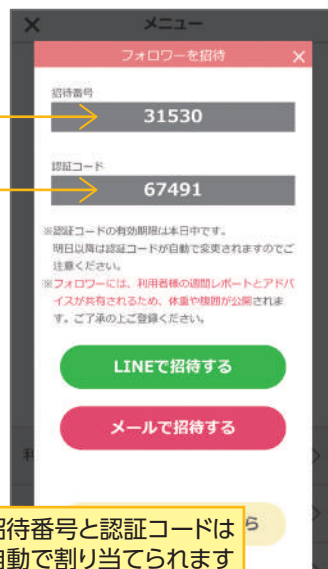 メニュー
フォロワーを招待
招待番号
31530
認証コード
67491
※認証コードの有効期限は本日中です。
明日以降は認証コードが自動で変更されますのでご
注意ください。
※フォロワーには、利用者様の週間レポートとアドバ
イスが共有されるため、体重や腹囲が公開されま
す。ご了承の上ご登録ください。
LINEで招待する
メールで招待する
ら
招待番号と認証コードは
自動で割り当てられます